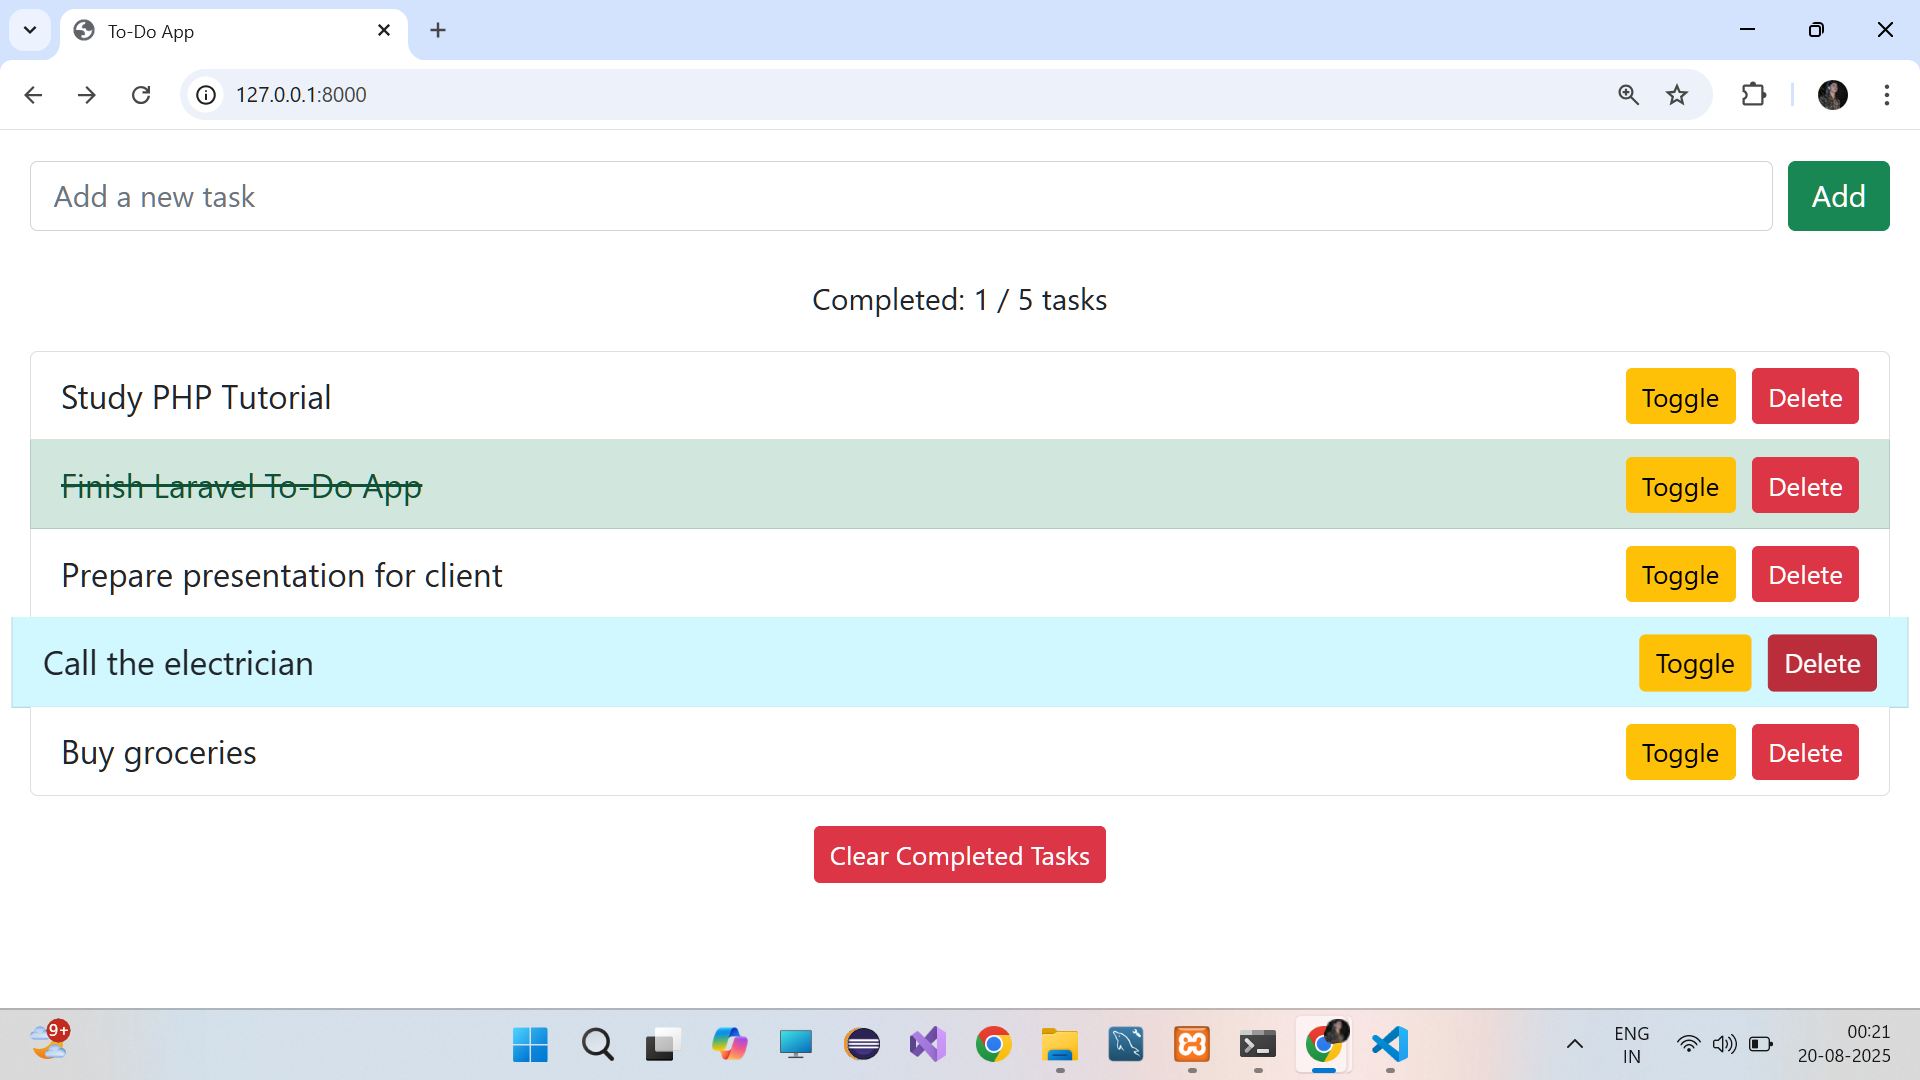 To-Do App
127.0.0.1:8000
Add a new task Add
Completed: 1 / 5 tasks
Study PHP Tutorial Toggle Delete
Finish Laravel To-Do App Toggle Delete
Prepare presentation for client Toggle Delete
Call the electrician Toggle Delete
Buy groceries Toggle Delete
Clear Completed Tasks
9+
ENG
IN
00:21
20-08-2025